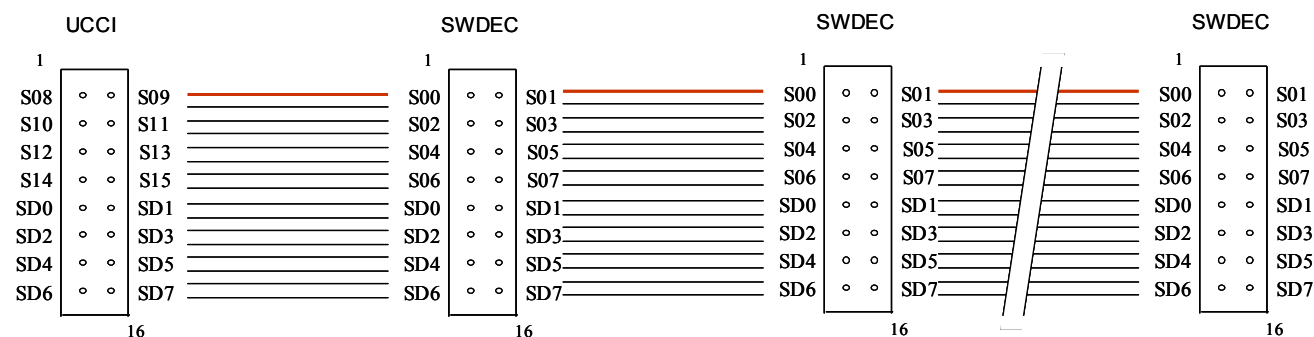 UCCI SWDEC SWDEC SWDEC
1 1 1 1
S08 S09 S00 S01 S00 S01 S00 S01
S10 S11 S02 S03 S02 S03 S02 S03
S12 S13 S04 S05 S04 S05 S04 S05
S14 S15 S06 S07 S06 S07 S06 S07
SD0 SD1 SD0 SD1 SD0 SD1 SD0 SD1
SD2 SD3 SD2 SD3 SD2 SD3 SD2 SD3
SD4 SD5 SD4 SD5 SD4 SD5 SD4 SD5
SD6 SD7 SD6 SD7 SD6 SD7 SD6 SD7
16 16 16 16